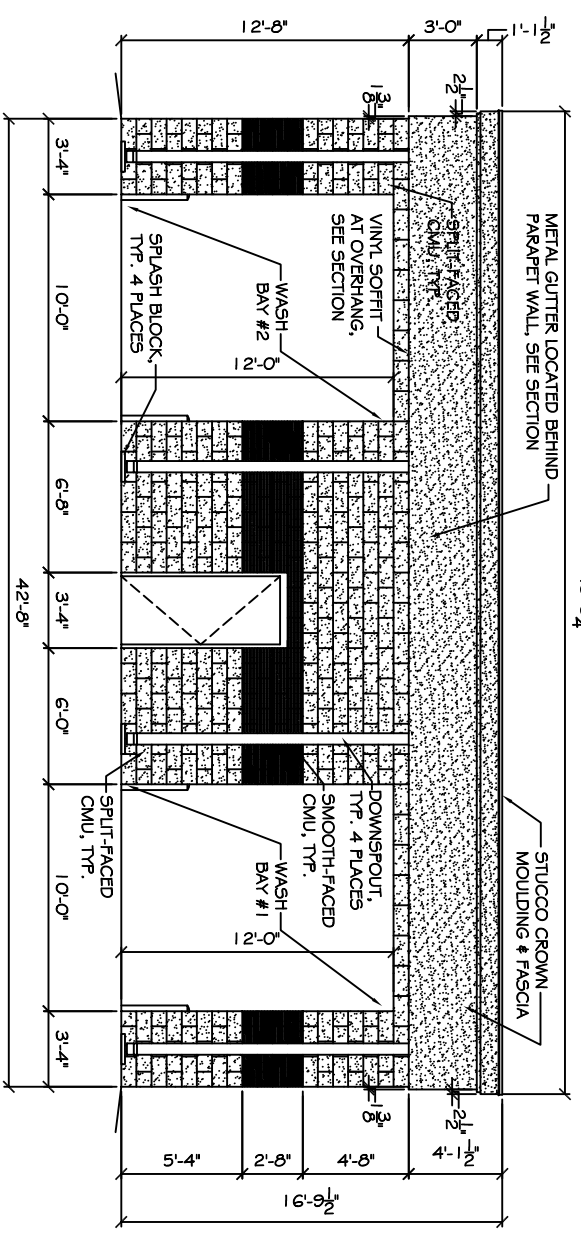 METAL GUTTER LOCATED BEHIND
PARAPET WALL, SEE SECTION
STUCCO CROWN
MOULDING & FASCIA
1'-1 1/2"
3'-0"
12'-8"
2 1/2"
1 3/8"
SPLIT-FACED
CMU, TYP.
VINYL SOFFIT
AT OVERHANG,
SEE SECTION
WASH
BAY #2
SPLASH BLOCK,
TYP. 4 PLACES
12'-0"
DOWNSPOUT,
TYP. 4 PLACES
SMOOTH-FACED
CMU, TYP.
SPLIT-FACED
CMU, TYP.
WASH
BAY #1
12'-0"
2 1/2"
1 3/8"
4'-1 1/2"
4'-8"
2'-8"
5'-4"
16'-9 1/2"
3'-4"
10'-0"
6'-8"
3'-4"
6'-0"
10'-0"
3'-4"
42'-8"